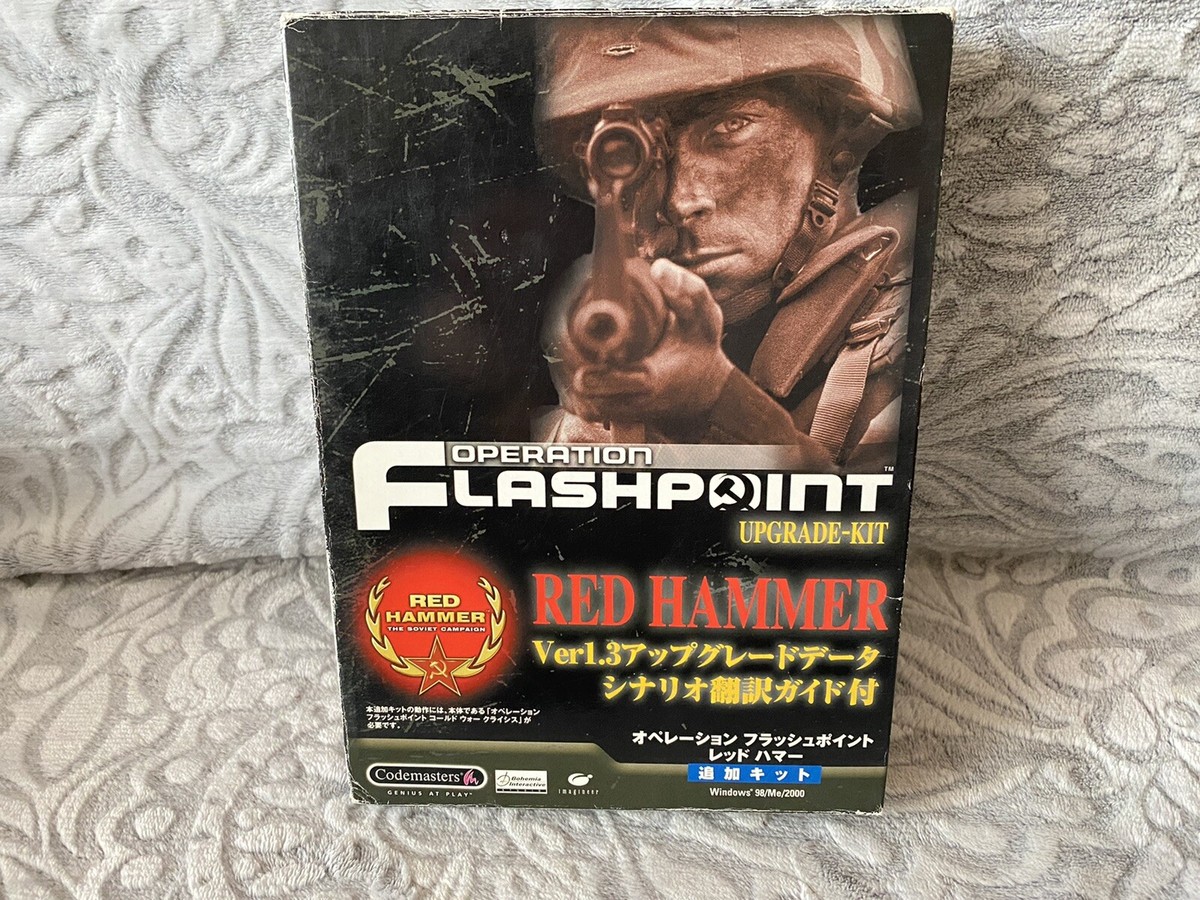 OPERATION
FLASHPOINT™
UPGRADE-KIT
RED
HAMMER
THE SOVIET CAMPAIGN
RED HAMMER
Ver1.3アップグレードデータ
シナリオ翻訳ガイド付
本追加キットの動作には、本体である「オペレーション
フラッシュポイント コールド ウォー クライシス」が
必要です。
オペレーション フラッシュポイント
レッド ハマー
追加キット
Windows® 98/Me/2000
Codemasters
GENIUS AT PLAY™
Bohemia
Interactive
STUDIO
imagineer